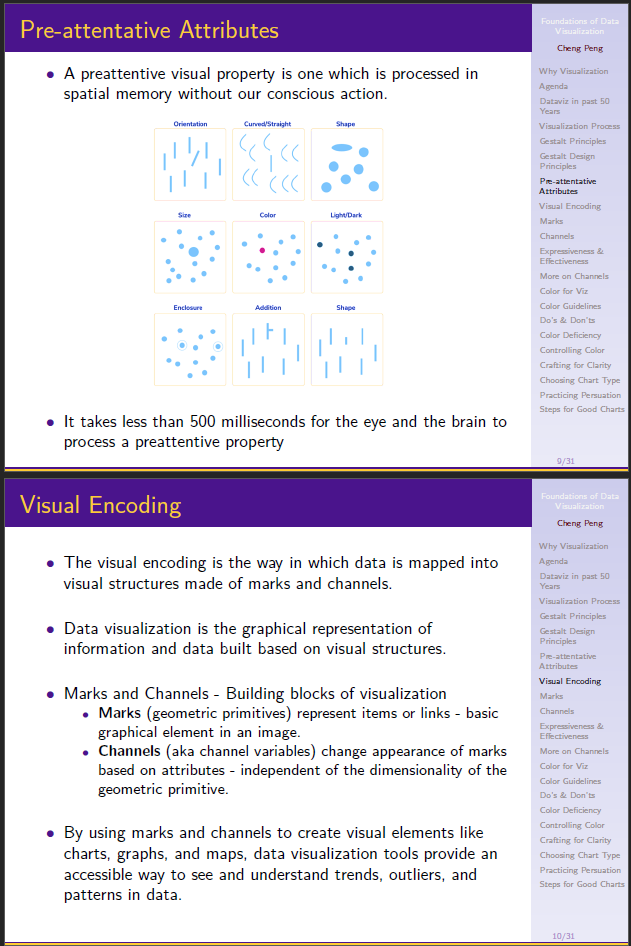 Pre-attentative Attributes
• A preattentive visual property is one which is processed in
spatial memory without our conscious action.
Orientation
Curved/Straight
Shape
Size
Color
Light/Dark
Enclosure
Addition
Shape
• It takes less than 500 milliseconds for the eye and the brain to
process a preattentive property
Foundations of Data
Visualization
Cheng Peng
Why Visualization
Agenda
Dataviz in past 50
Years
Visualization Process
Gestalt Principles
Gestalt Design
Principles
Pre-attentative
Attributes
Visual Encoding
Marks
Channels
Expressiveness &
Effectiveness
More on Channels
Color for Viz
Color Guidelines
Do's & Don'ts
Color Deficiency
Controlling Color
Crafting for Clarity
Choosing Chart Type
Practicing Persuation
Steps for Good Charts
9/31
Visual Encoding
• The visual encoding is the way in which data is mapped into
visual structures made of marks and channels.
• Data visualization is the graphical representation of
information and data built based on visual structures.
• Marks and Channels - Building blocks of visualization
• Marks (geometric primitives) represent items or links - basic
graphical element in an image.
• Channels (aka channel variables) change appearance of marks
based on attributes - independent of the dimensionality of the
geometric primitive.
• By using marks and channels to create visual elements like
charts, graphs, and maps, data visualization tools provide an
accessible way to see and understand trends, outliers, and
patterns in data.
Foundations of Data
Visualization
Cheng Peng
Why Visualization
Agenda
Dataviz in past 50
Years
Visualization Process
Gestalt Principles
Gestalt Design
Principles
Pre-attentative
Attributes
Visual Encoding
Marks
Channels
Expressiveness &
Effectiveness
More on Channels
Color for Viz
Color Guidelines
Do's & Don'ts
Color Deficiency
Controlling Color
Crafting for Clarity
Choosing Chart Type
Practicing Persuation
Steps for Good Charts
10/31